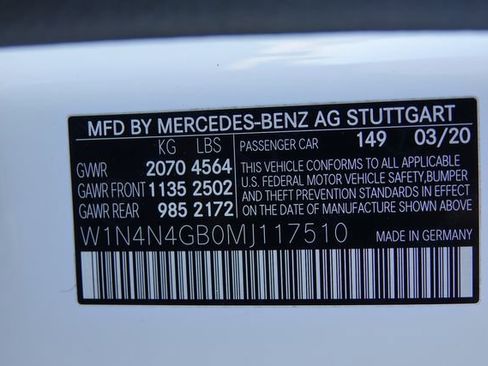 MFD BY MERCEDES-BENZ AG STUTTGART
KG LBS
GVWR 2070 4564
GAWR FRONT 1135 2502
GAWR REAR 985 2172
PASSENGER CAR 149 03/20
THIS VEHICLE CONFORMS TO ALL APPLICABLE
U.S. FEDERAL MOTOR VEHICLE SAFETY, BUMPER
AND THEFT PREVENTION STANDARDS IN EFFECT
ON THE DATE OF MANUFACTURE SHOWN ABOVE.
W1N4N4GB0MJ117510 MADE IN GERMANY